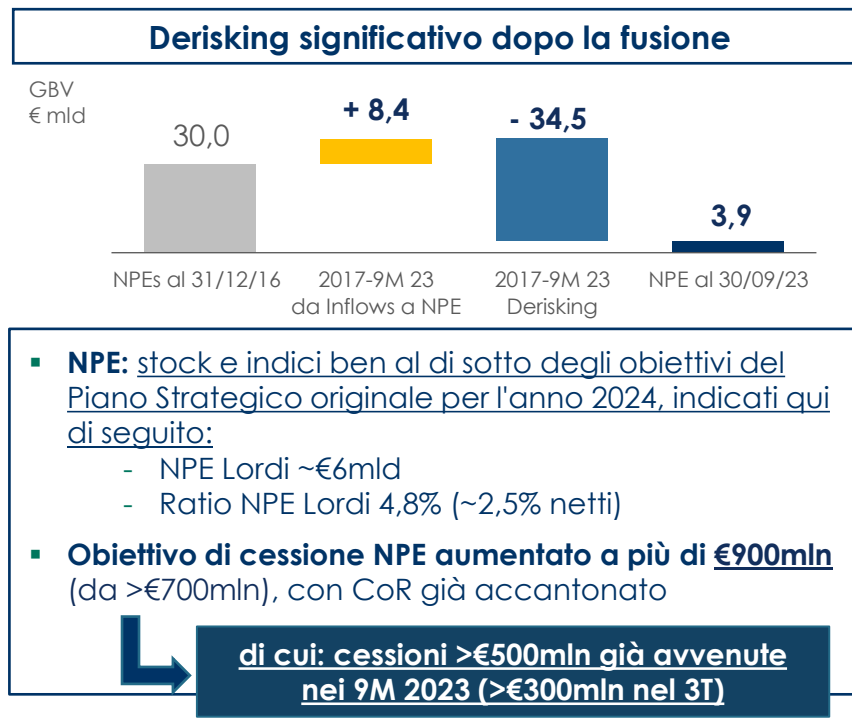 Derisking significativo dopo la fusione
GBV
€ mld
30,0
+ 8,4
- 34,5
3,9
NPEs al 31/12/16
2017-9M 23
da Inflows a NPE
2017-9M 23
Derisking
NPE al 30/09/23
▪ NPE: stock e indici ben al di sotto degli obiettivi del
Piano Strategico originale per l'anno 2024, indicati qui
di seguito:
- NPE Lordi ~€6mld
- Ratio NPE Lordi 4,8% (~2,5% netti)
▪ Obiettivo di cessione NPE aumentato a più di €900mln
(da >€700mln), con CoR già accantonato
di cui: cessioni >€500mln già avvenute
nei 9M 2023 (>€300mln nel 3T)